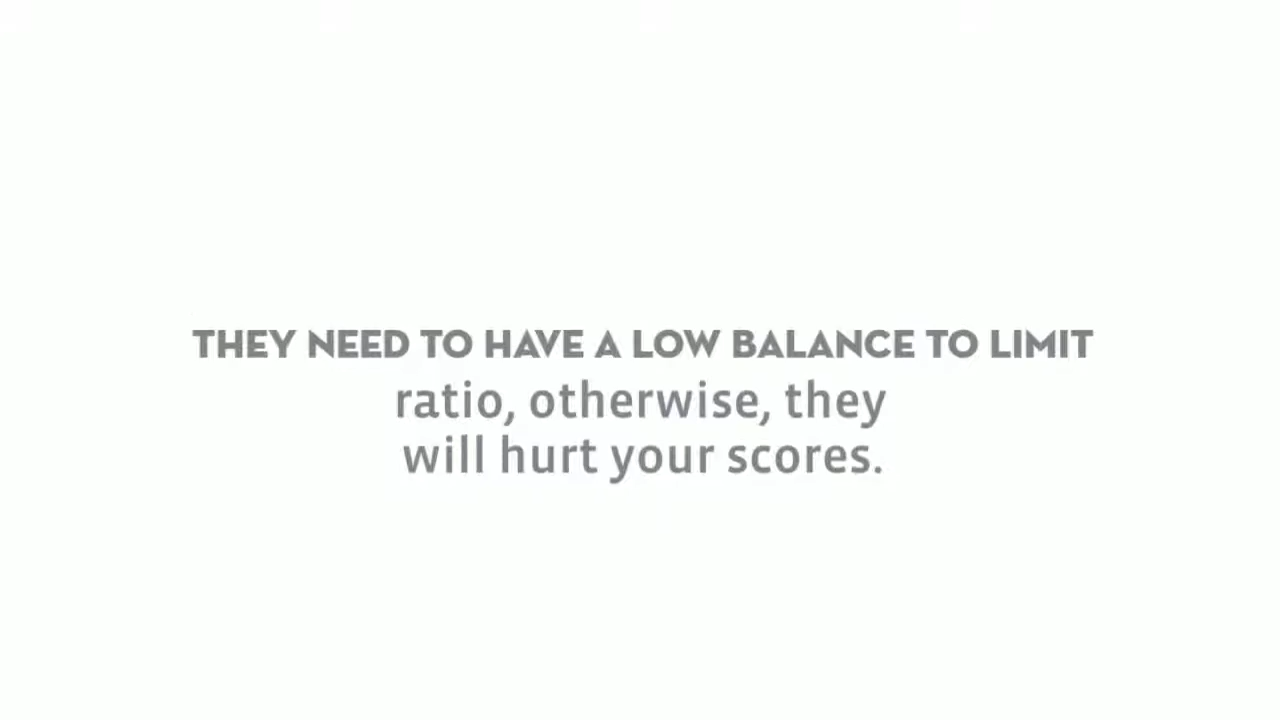 THEY NEED TO HAVE A LOW BALANCE TO LIMIT
ratio, otherwise, they
will hurt your scores.